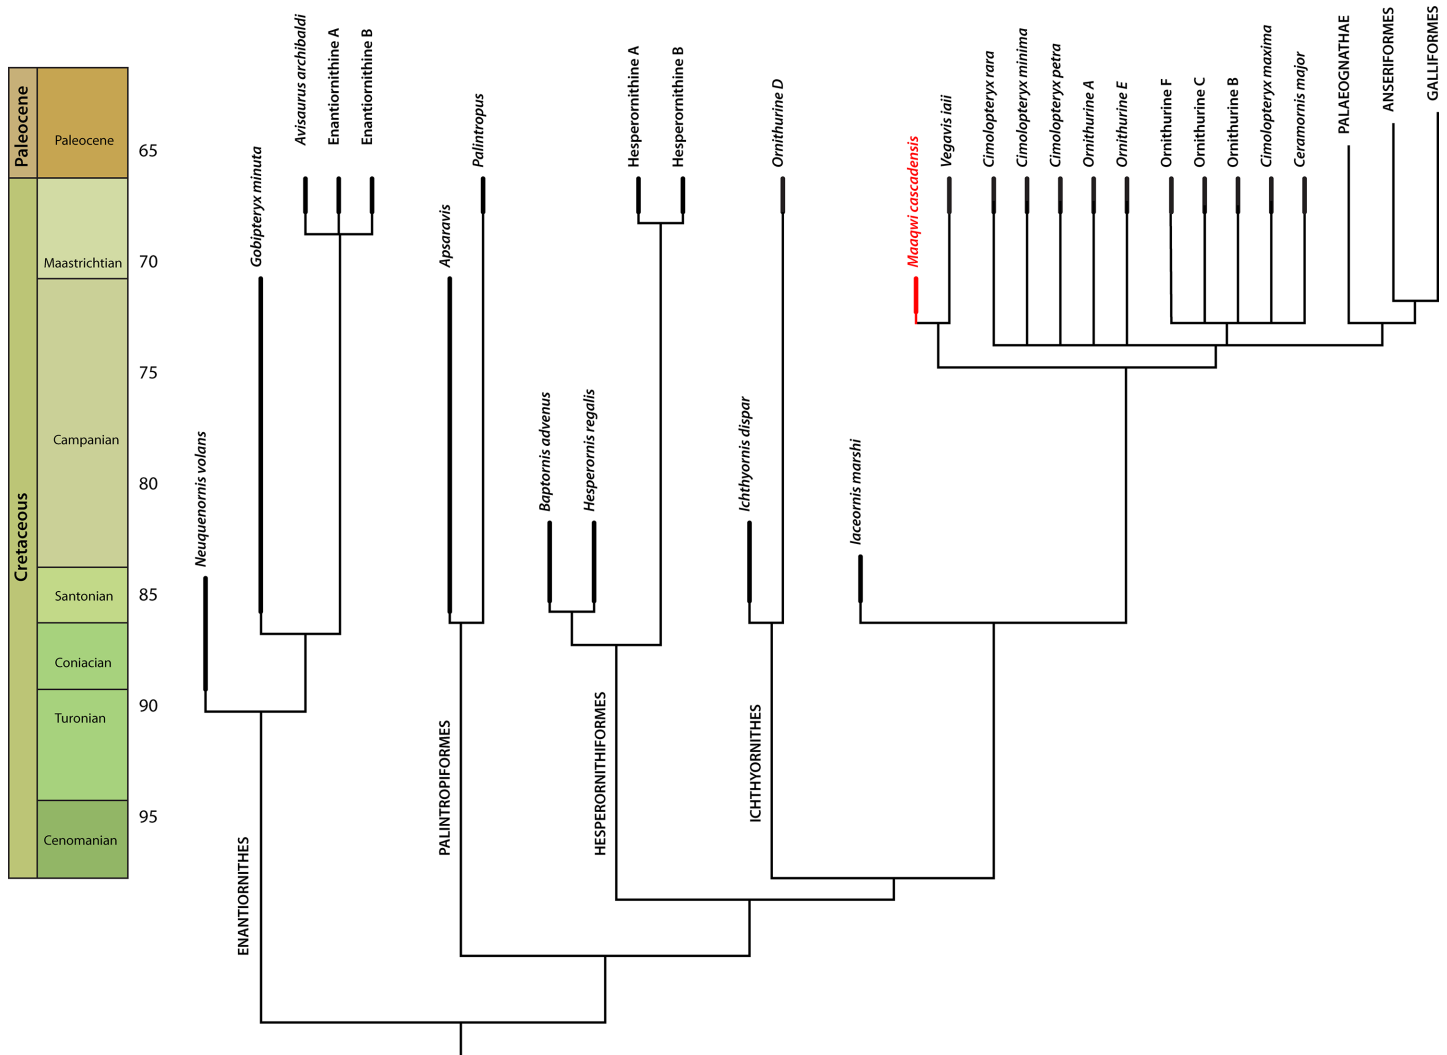 Paleocene
Cretaceous
Paleocene
Maastrichtian
Campanian
Santonian
Coniacian
Turonian
Cenomanian
65
70
75
80
85
90
95
Neuquenornis volans
Gobipteryx minuta
Avisaurus archibaldi
Enantiornithine A
Enantiornithine B
Apsaravis
Palintropus
Baptornis advenus
Hesperornis regalis
Hesperornithine A
Hesperornithine B
Ichthyornis dispar
Ornithurine D
Iaceornis marshi
Maaqwi cascadensis
Vegavis iaii
Cimolopteryx rara
Cimolopteryx minima
Cimolopteryx petra
Ornithurine A
Ornithurine E
Ornithurine F
Ornithurine C
Ornithurine B
Cimolopteryx maxima
Ceramornis major
PALAEOGNATHAE
ANSERIFORMES
GALLIFORMES
ENANTIORNITHES
PALINTROPIFORMES
HESPERORNITHIFORMES
ICHTHYORNITHES